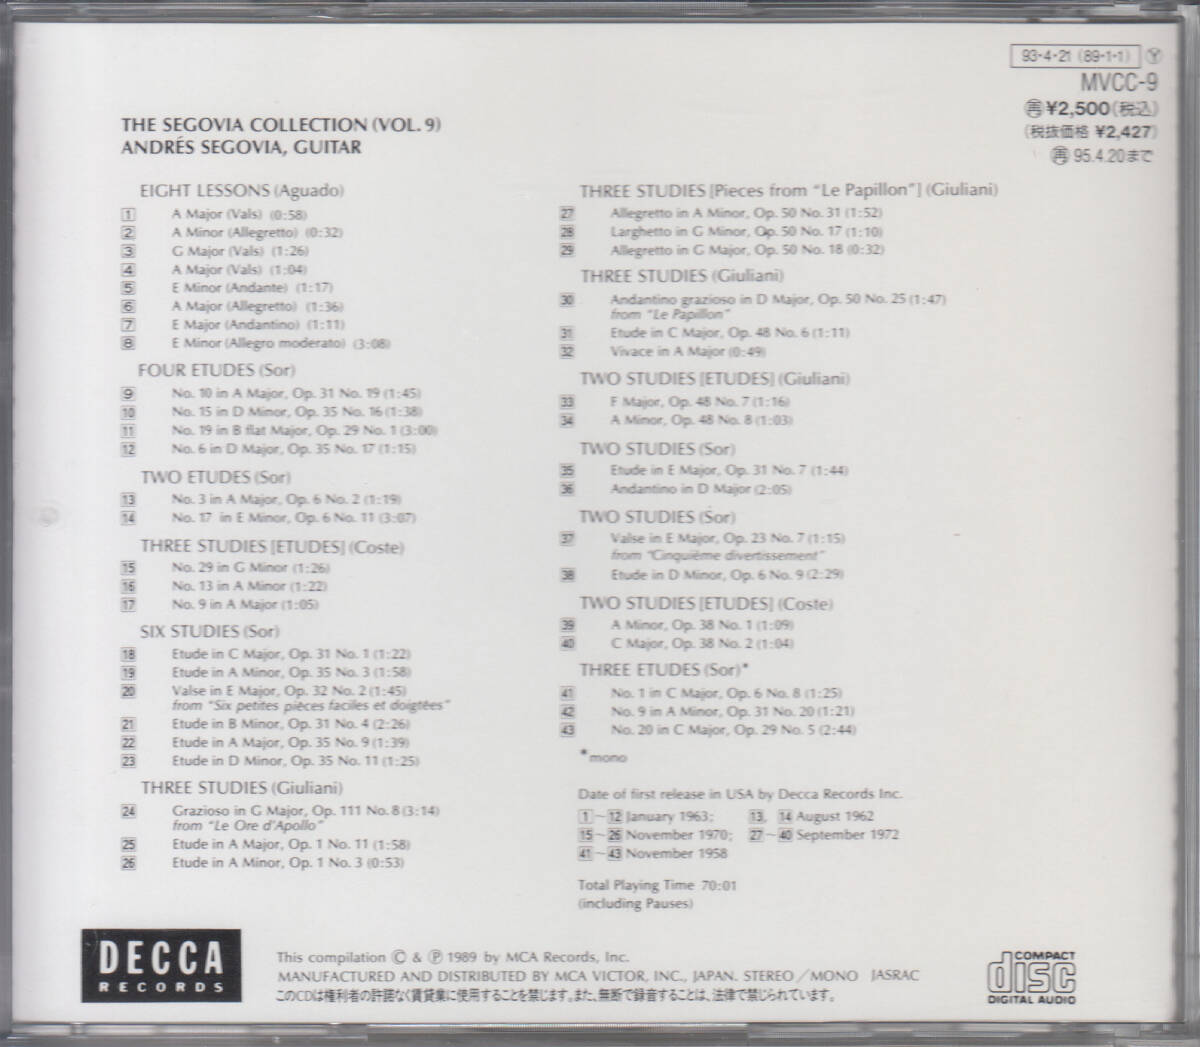 93・4・21 (89・1・1) Ⓨ
MVCC-9
㊢¥2,500(税込)
(税抜価格 ¥2,427)
95.4.20まで
THE SEGOVIA COLLECTION (VOL. 9)
ANDRÉS SEGOVIA, GUITAR
EIGHT LESSONS (Aguado)
1 A Major (Vals) (0:58)
2 A Minor (Allegretto) (0:32)
3 G Major (Vals) (1:26)
4 A Major (Vals) (1:04)
5 E Minor (Andante) (1:17)
6 A Major (Allegretto) (1:36)
7 E Major (Andantino) (1:11)
8 E Minor (Allegro moderato) (3:08)
FOUR ETUDES (Sor)
9 No. 10 in A Major, Op. 31 No. 19 (1:45)
10 No. 15 in D Minor, Op. 35 No. 16 (1:38)
11 No. 19 in B flat Major, Op. 29 No. 1 (3:00)
12 No. 6 in D Major, Op. 35 No. 17 (1:15)
TWO ETUDES (Sor)
13 No. 3 in A Major, Op. 6 No. 2 (1:19)
14 No. 17 in E Minor, Op. 6 No. 11 (3:07)
THREE STUDIES [ETUDES] (Coste)
15 No. 29 in G Minor (1:26)
16 No. 13 in A Minor (1:22)
17 No. 9 in A Major (1:05)
SIX STUDIES (Sor)
18 Etude in C Major, Op. 31 No. 1 (1:22)
19 Etude in A Minor, Op. 35 No. 3 (1:58)
20 Valse in E Major, Op. 32 No. 2 (1:45)
from "Six petites pièces faciles et doigtées"
21 Etude in B Minor, Op. 31 No. 4 (2:26)
22 Etude in A Major, Op. 35 No. 9 (1:39)
23 Etude in D Minor, Op. 35 No. 11 (1:25)
THREE STUDIES (Giuliani)
24 Grazioso in G Major, Op. 111 No. 8 (3:14)
from "Le Ore d'Apollo"
25 Etude in A Major, Op. 1 No. 11 (1:58)
26 Etude in A Minor, Op. 1 No. 3 (0:53)
THREE STUDIES [Pieces from "Le Papillon"] (Giuliani)
27 Allegretto in A Minor, Op. 50 No. 31 (1:52)
28 Larghetto in G Minor, Op. 50 No. 17 (1:10)
29 Allegretto in G Major, Op. 50 No. 18 (0:32)
THREE STUDIES (Giuliani)
30 Andantino grazioso in D Major, Op. 50 No. 25 (1:47)
from "Le Papillon"
31 Etude in C Major, Op. 48 No. 6 (1:11)
32 Vivace in A Major (0:49)
TWO STUDIES [ETUDES] (Giuliani)
33 F Major, Op. 48 No. 7 (1:16)
34 A Minor, Op. 48 No. 8 (1:03)
TWO STUDIES (Sor)
35 Etude in E Major, Op. 31 No. 7 (1:44)
36 Andantino in D Major (2:05)
TWO STUDIES (Sor)
37 Valse in E Major, Op. 23 No. 7 (1:15)
from "Cinquième divertissement"
38 Etude in D Minor, Op. 6 No. 9 (2:29)
TWO STUDIES [ETUDES] (Coste)
39 A Minor, Op. 38 No. 1 (1:09)
40 C Major, Op. 38 No. 2 (1:04)
THREE ETUDES (Sor)*
41 No. 1 in C Major, Op. 6 No. 8 (1:25)
42 No. 9 in A Minor, Op. 31 No. 20 (1:21)
43 No. 20 in C Major, Op. 29 No. 5 (2:44)
*mono
Date of first release in USA by Decca Records Inc.
1~12 January 1963; 13, 14 August 1962
15~26 November 1970; 27~40 September 1972
41~43 November 1958
Total Playing Time 70:01
(including Pauses)
DECCA
RECORDS
This compilation © & ℗ 1989 by MCA Records, Inc.
MANUFACTURED AND DISTRIBUTED BY MCA VICTOR, INC., JAPAN. STEREO/MONO JASRAC
このCDは権利者の許諾なく賃貸業に使用することを禁じます。また、無断で録音することは、法律で禁じられています。
COMPACT
disc
DIGITAL AUDIO